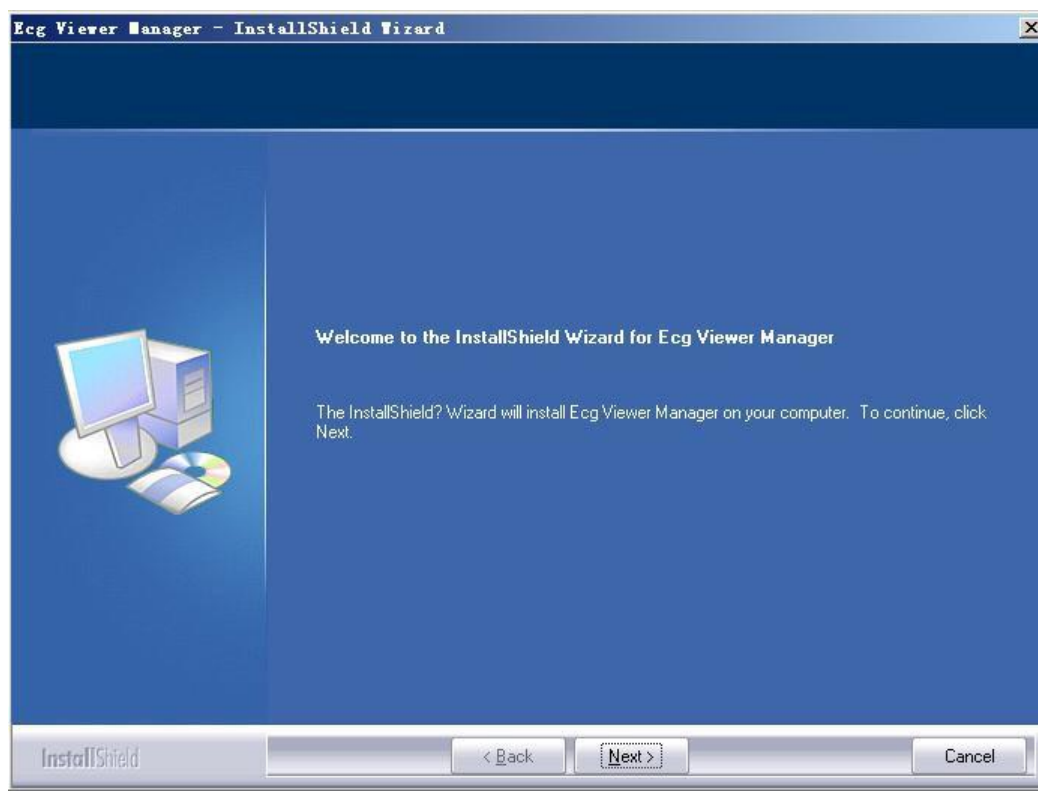 Ecg Viewer Manager - InstallShield Wizard
Welcome to the InstallShield Wizard for Ecg Viewer Manager
The InstallShield? Wizard will install Ecg Viewer Manager on your computer.  To continue, click
Next.
InstallShield
< Back
Next >
Cancel